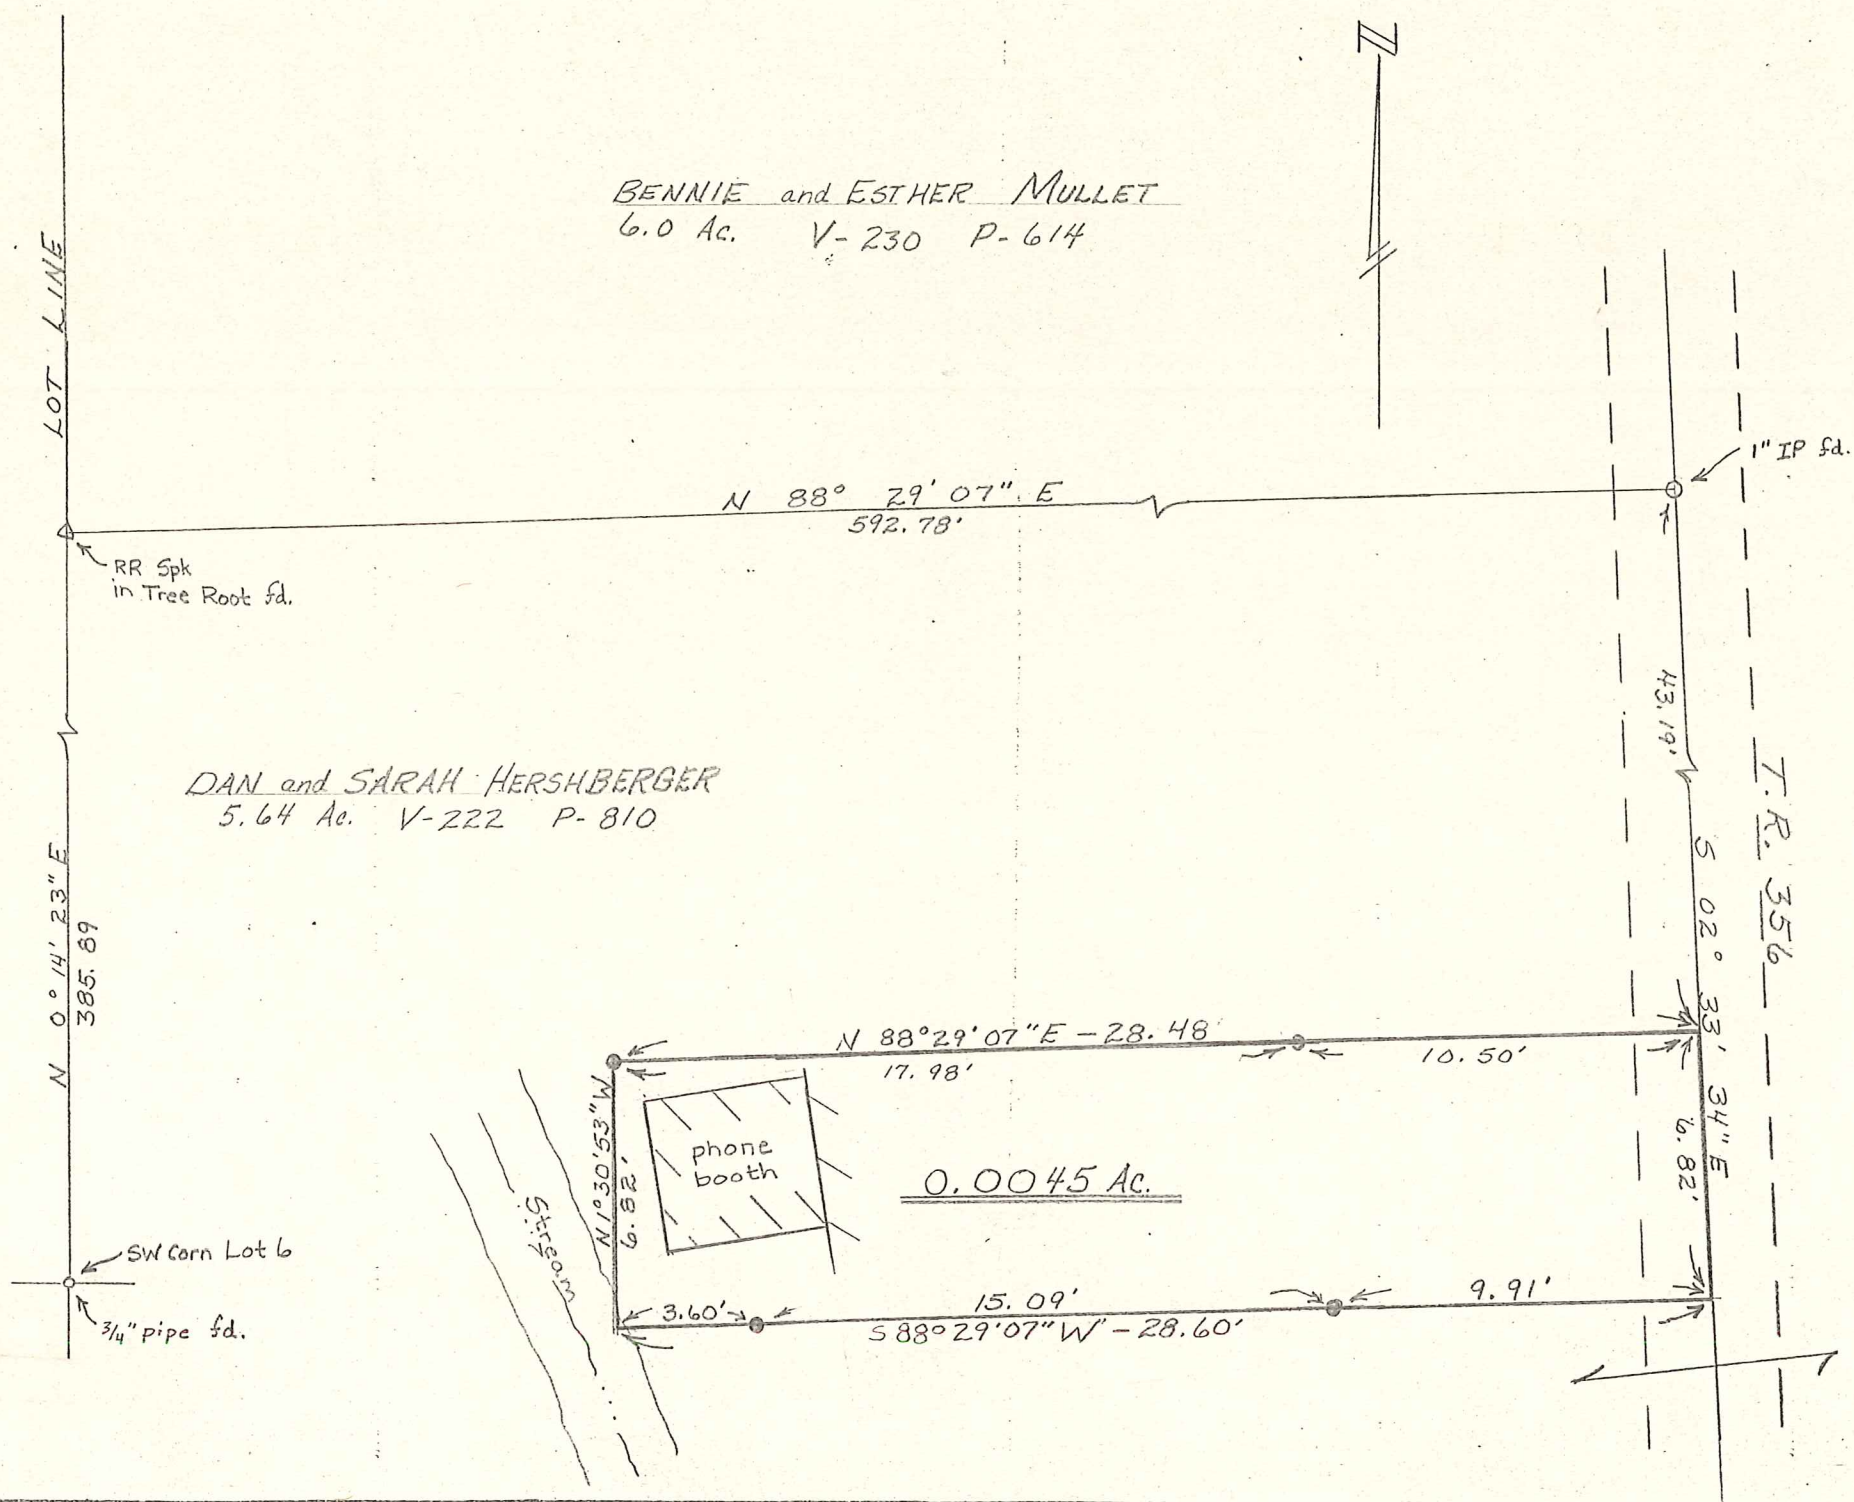 N
BENNIE and ESTHER MULLET
6.0 Ac. V-230 P-614
LOT LINE
1" IP fd.
N 88° 29' 07" E
592.78'
RR Spk
in Tree Root fd.
43.19'
T.R. 356
DAN and SARAH HERSHBERGER
5.64 Ac. V-222 P-810
S 02° 33' 34" E
N 0° 14' 23" E
385.89
N 88°29'07"E - 28.48
17.98'
10.50'
N 1°30'53" W
6.82'
phone
booth
0.0045 Ac.
6.82'
Stream
SW Corn Lot 6
3/4" pipe fd.
3.60'
15.09'
9.91'
S 88°29'07" W - 28.60'